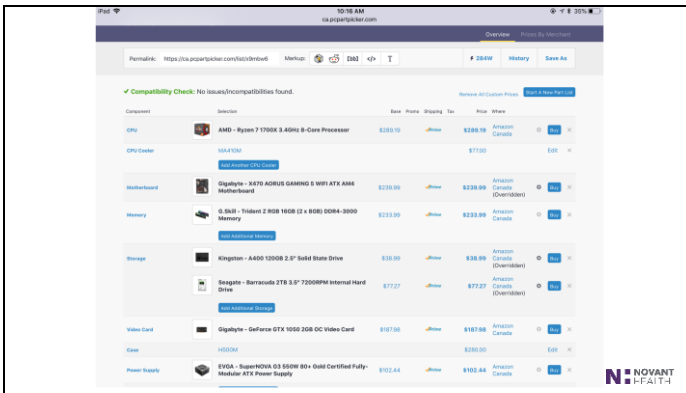 iPad 10:16 AM 35%
ca.pcpartpicker.com
Overview Prices By Merchant
Permalink: https://ca.pcpartpicker.com/list/x9mbw6 Markup: [bb] </> T 284W History Save As
✔ Compatibility Check: No issues/incompatibilities found. Remove All Custom Prices Start A New Part List
Component Selection Base Promo Shipping Tax Price Where
CPU AMD - Ryzen 7 1700X 3.4GHz 8-Core Processor $289.19 Prime $289.19 Amazon Canada Buy ×
CPU Cooler MA410M $77.00 Edit ×
Add Another CPU Cooler
Motherboard Gigabyte - X470 AORUS GAMING 5 WIFI ATX AM4 Motherboard $239.99 Prime $239.99 Amazon Canada (Overridden) Buy ×
Memory G.Skill - Trident Z RGB 16GB (2 x 8GB) DDR4-3000 Memory $233.99 Prime $233.99 Amazon Canada Buy ×
Add Additional Memory
Storage Kingston - A400 120GB 2.5" Solid State Drive $38.99 Prime $38.99 Amazon Canada (Overridden) Buy ×
Seagate - Barracuda 2TB 3.5" 7200RPM Internal Hard Drive $77.27 Prime $77.27 Amazon Canada (Overridden) Buy ×
Add Additional Storage
Video Card Gigabyte - GeForce GTX 1050 2GB OC Video Card $187.98 Prime $187.98 Amazon Canada Buy ×
Case H500M $280.00 Edit ×
Power Supply EVGA - SuperNOVA G3 550W 80+ Gold Certified Fully-Modular ATX Power Supply $102.44 Prime $102.44 Amazon Canada Buy ×
NOVANT
HEALTH